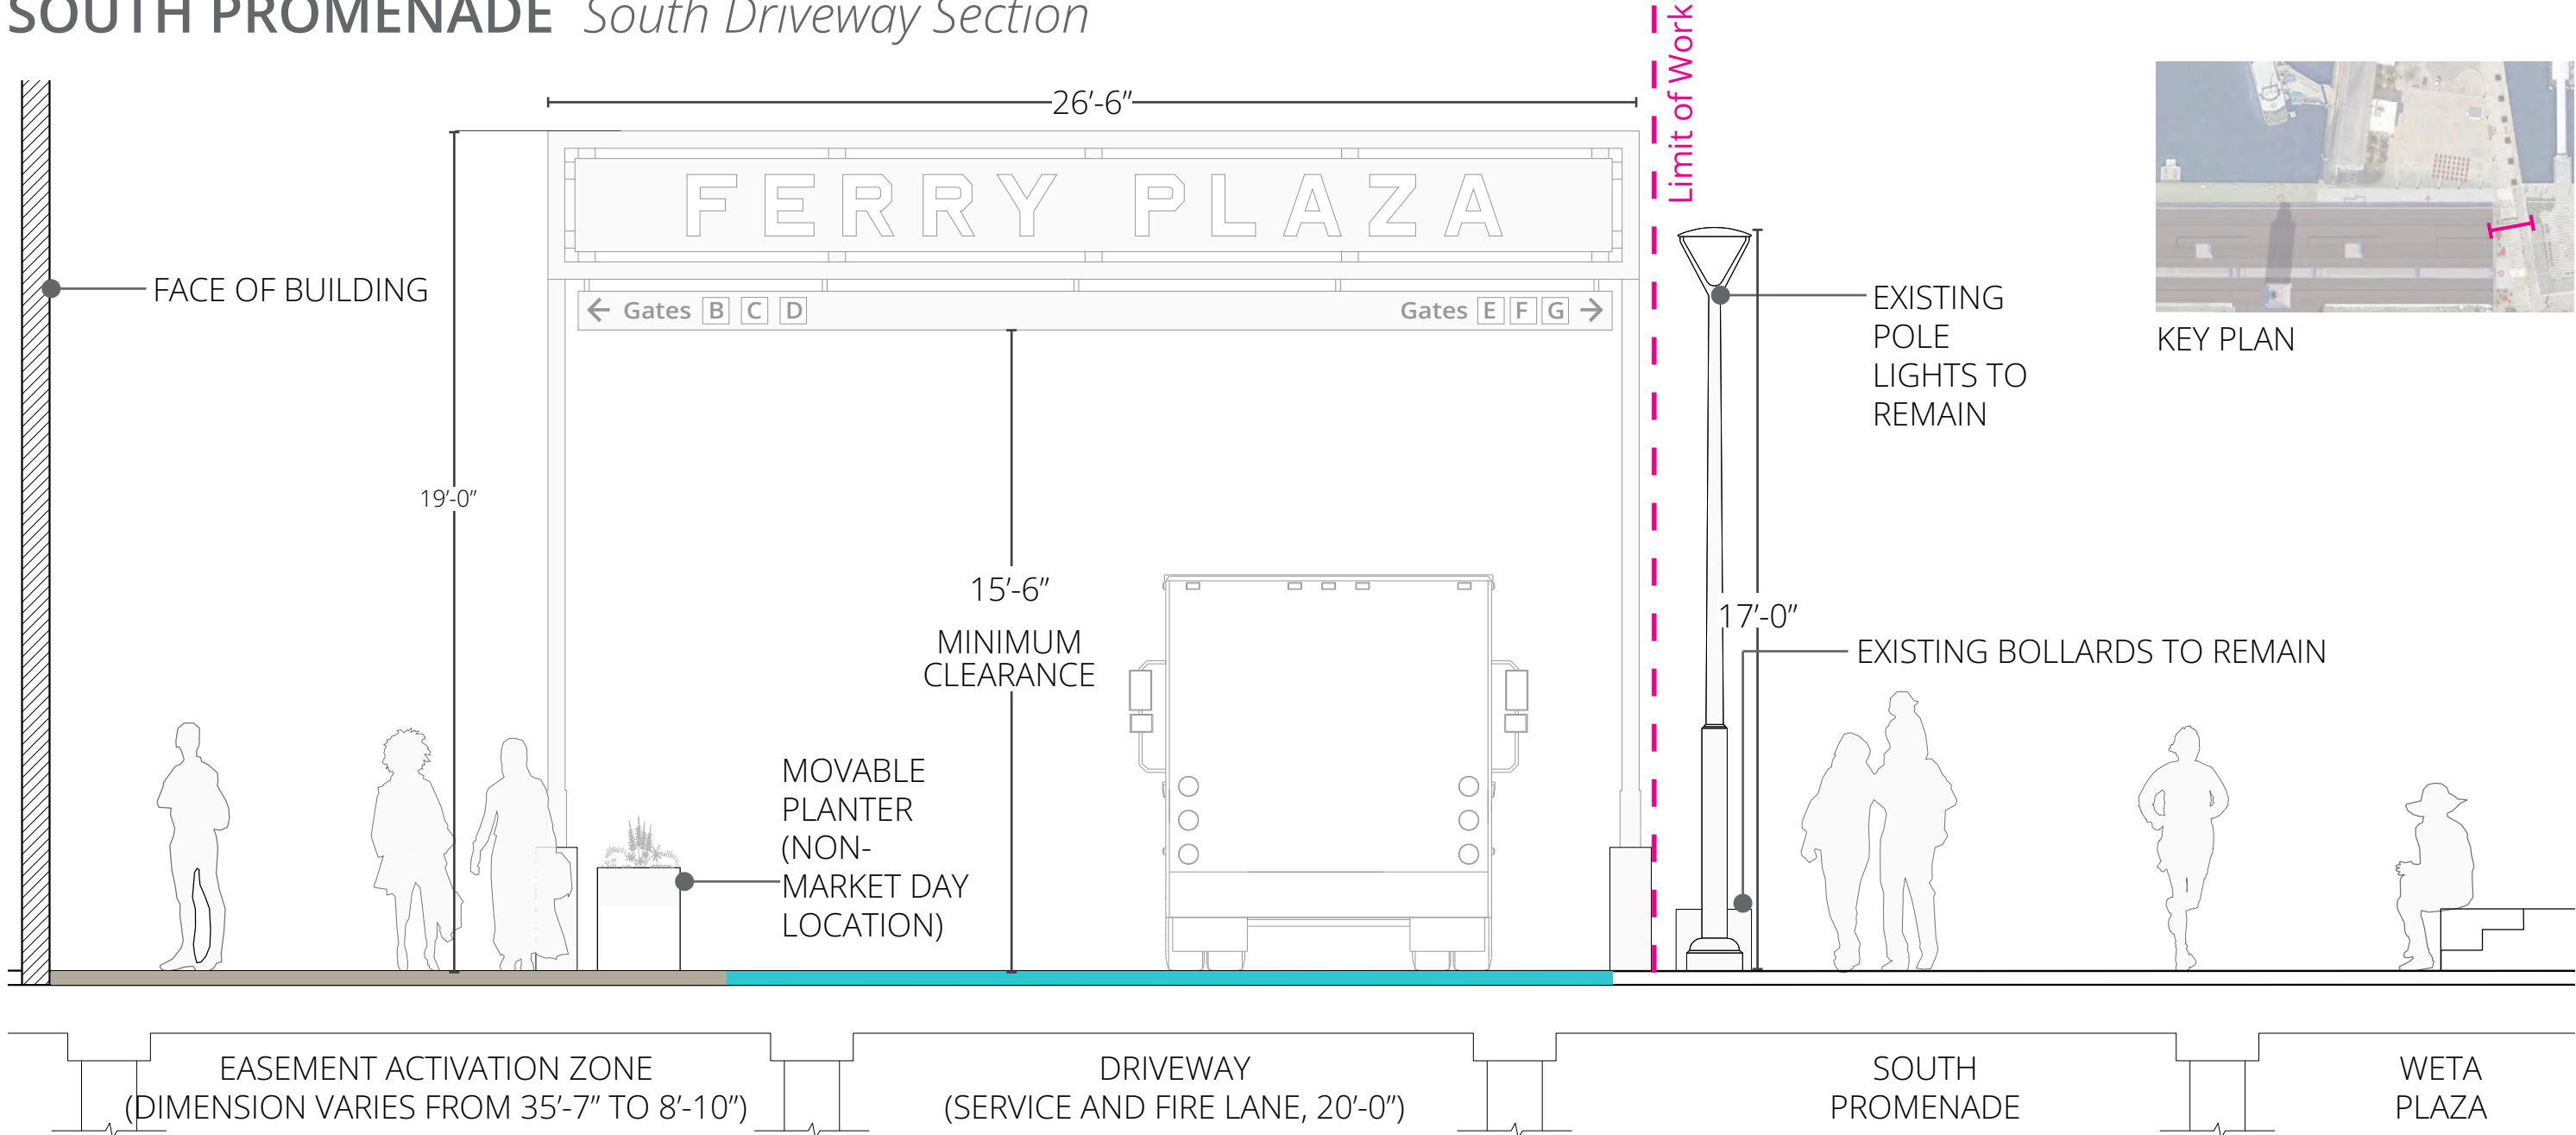 SOUTH PROMENADE South Driveway Section
Limit of Work
26’-6”
FERRY PLAZA
← Gates B C D
Gates E F G →
FACE OF BUILDING
19’-0”
15’-6”
MINIMUM
CLEARANCE
MOVABLE
PLANTER
(NON-
MARKET DAY
LOCATION)
EXISTING
POLE
LIGHTS TO
REMAIN
KEY PLAN
17’-0”
EXISTING BOLLARDS TO REMAIN
EASEMENT ACTIVATION ZONE
(DIMENSION VARIES FROM 35’-7” TO 8’-10”)
DRIVEWAY
(SERVICE AND FIRE LANE, 20’-0”)
SOUTH
PROMENADE
WETA
PLAZA